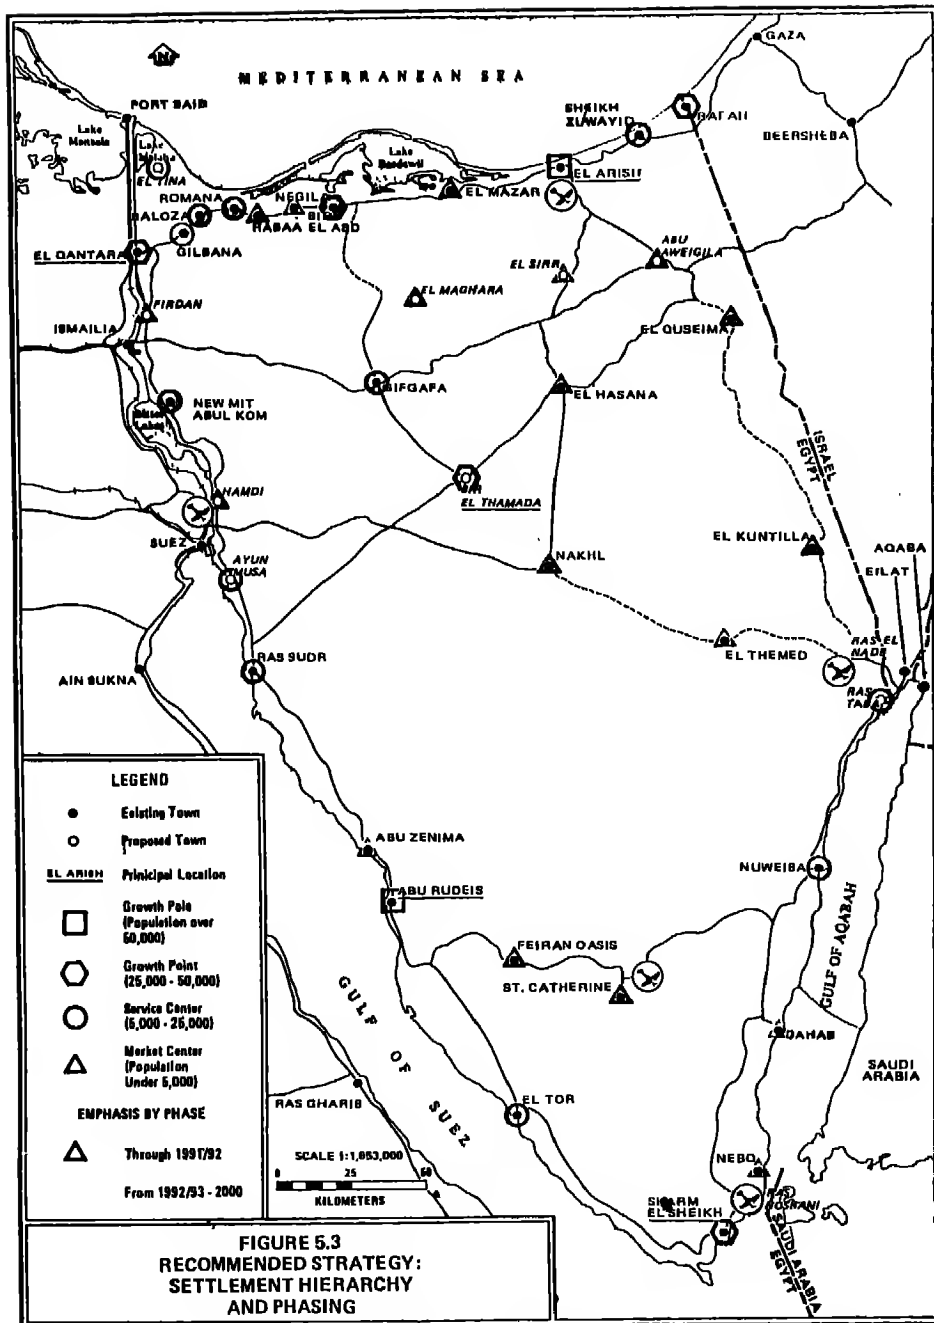 GAZA
MEDITERRANEAN SEA
PORT SAID
SHEIKH
ZUWAYID
RAFAH
BEERSHEBA
Lake
Manzala
Lake
EL TINA
Lake
Bardawil
EL ARISH
EL MAZAR
ROMANA
NEGILA
BALOZA
BIR
EL ABD
RABAA
GILBANA
EL QANTARA
ABU
AWEIGILA
EL SIRR
EL MAGHARA
FIRDAN
ISMAILIA
EL QUSEIMA
GIFGAFA
EL HASANA
NEW MIT
ABUL KOM
Bitter
Lakes
ISRAEL
EGYPT
BIR
EL THAMADA
HAMDI
SUEZ
EL KUNTILLA
AQABA
EILAT
NAKHL
AYUN
MUSA
RAS EL
NAQB
EL THEMED
RAS SUDR
AIN SUKNA
RAS
TABA
ABU ZENIMA
NUWEIBA
ABU RUDEIS
FEIRAN OASIS
ST. CATHERINE
GULF OF AQABAH
GULF OF SUEZ
DAHAB
SAUDI
ARABIA
RAS GHARIB
EL TOR
NEBQ
SHARM
EL SHEIKH
RAS
NOSRANI
SAUDI ARABIA
EGYPT
LEGEND
Existing Town
Proposed Town
EL ARISH Prinicipal Location
Growth Pole
(Population over
50,000)
Growth Point
(25,000 - 50,000)
Service Center
(5,000 - 25,000)
Market Center
(Population
Under 5,000)
EMPHASIS BY PHASE
Through 1991/92
From 1992/93 - 2000
SCALE 1:1,853,000
0 25 50
KILOMETERS
FIGURE 5.3
RECOMMENDED STRATEGY:
SETTLEMENT HIERARCHY
AND PHASING